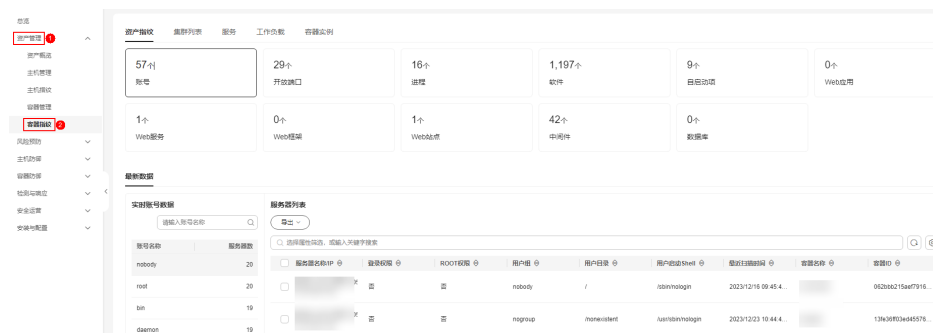 总览
资产管理 1
资产概览
主机管理
主机指纹
容器管理
容器指纹 2
风险预防
主机防御
容器防御
检测与响应
安全运营
安装与配置
资产指纹 集群列表 服务 工作负载 容器实例
57个 29个 16个 1,197个 9个 0个
账号 开放端口 进程 软件 自启动项 Web应用
1个 0个 1个 42个 0个
Web服务 Web框架 Web站点 中间件 数据库
最新数据
实时账号数据
请输入账号名称
账号名称 服务器数
nobody 20
root 20
bin 19
daemon 19
服务器列表
导出
选择属性筛选，或输入关键字搜索
服务器名称/IP 登录权限 ROOT权限 用户组 用户目录 用户启动Shell 最近扫描时间 容器名称 容器ID
否 否 nobody / /sbin/nologin 2023/12/16 09:45:4... 062bbb215aef7916...
否 否 nogroup /nonexistent /usr/sbin/nologin 2023/12/23 10:44:4... 13fe36ff03ed45576...